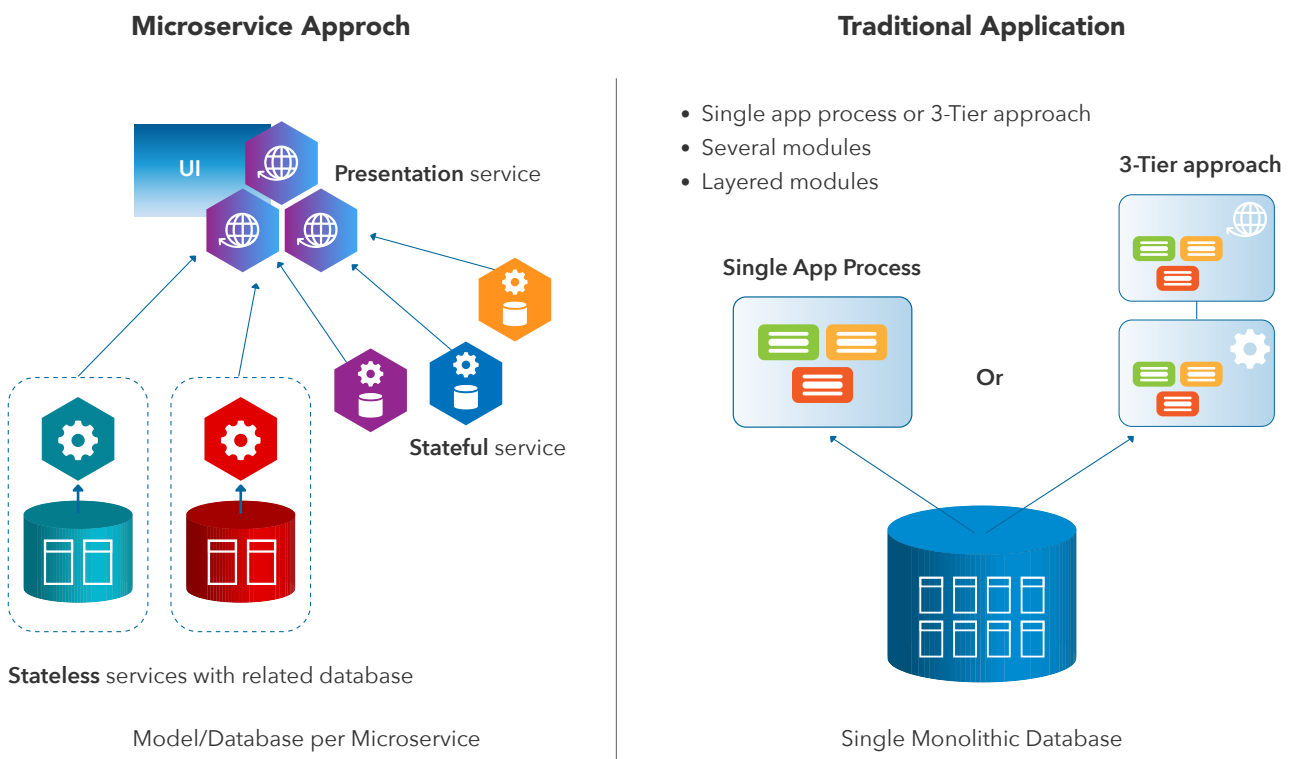 Microservice Approch
UI
Presentation service
Stateful service
Stateless services with related database
Model/Database per Microservice
Traditional Application
• Single app process or 3-Tier approach
• Several modules
• Layered modules
3-Tier approach
Single App Process
Or
Single Monolithic Database